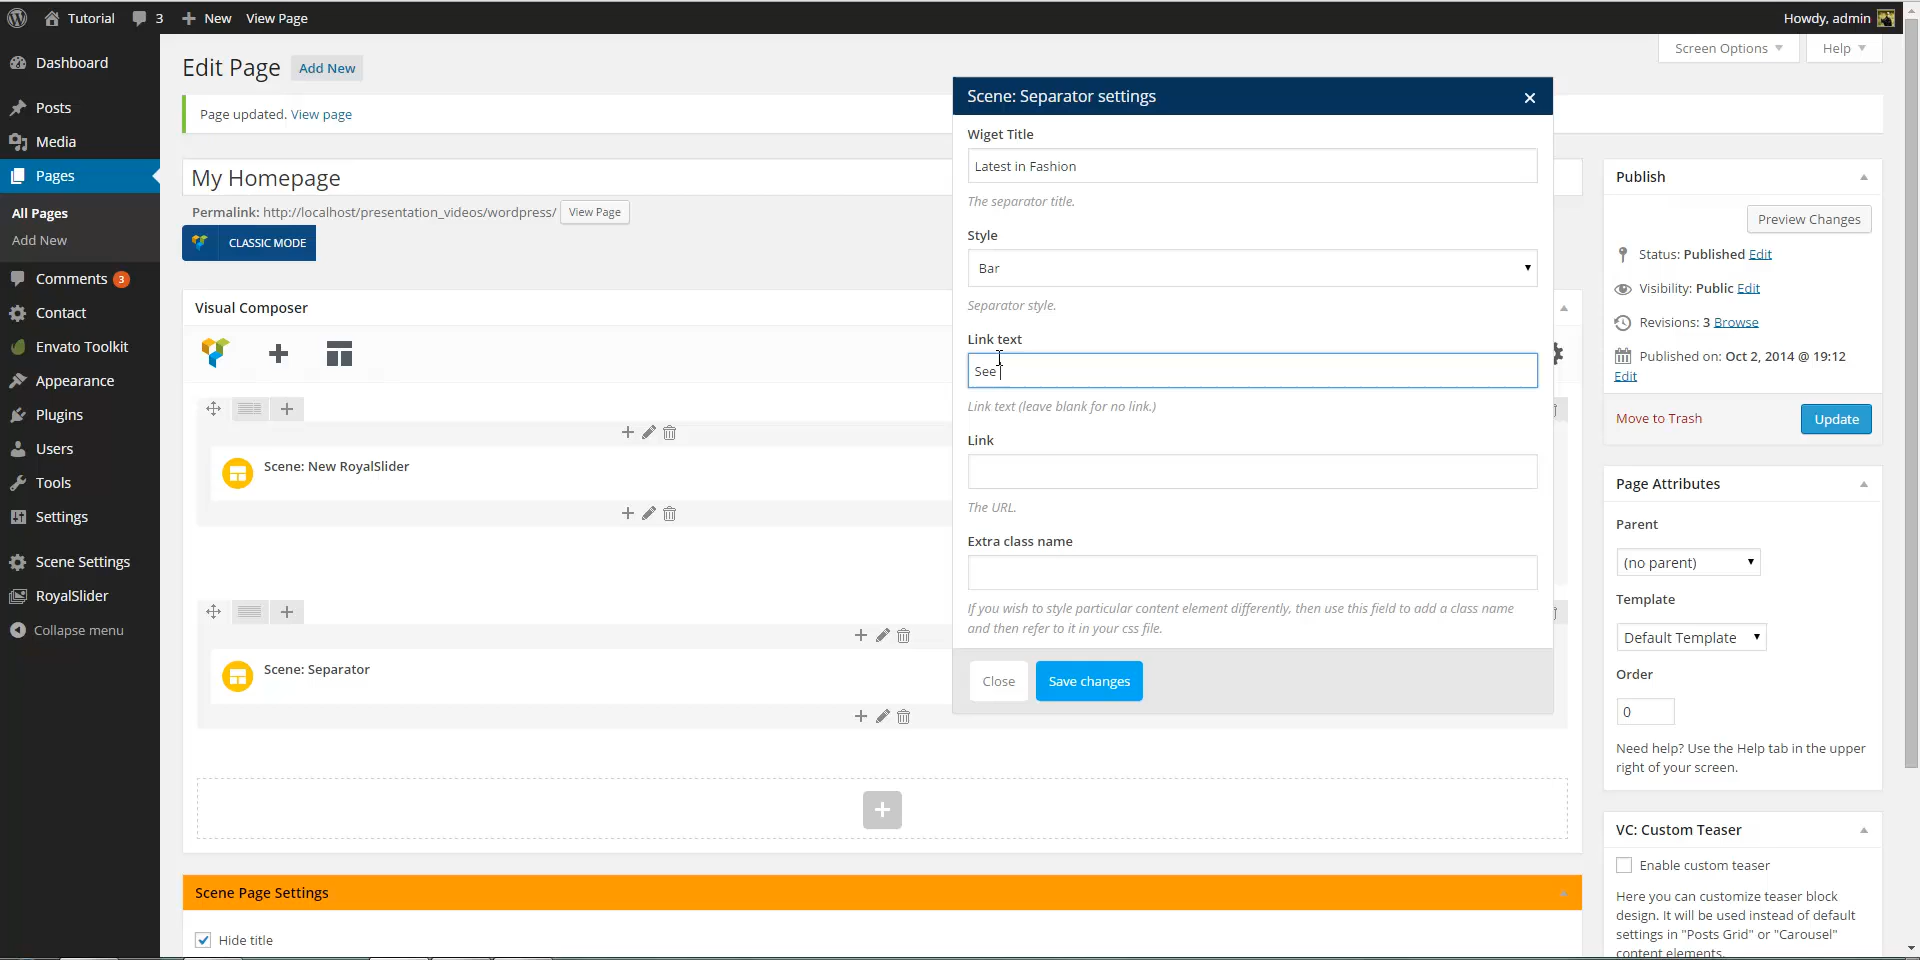 Tutorial 3 New View Page Howdy, admin
Dashboard
Posts
Media
Pages
All Pages
Add New
Comments 3
Contact
Envato Toolkit
Appearance
Plugins
Users
Tools
Settings
Scene Settings
RoyalSlider
Collapse menu
Screen Options Help
Edit Page Add New
Page updated. View page
My Homepage
Permalink: http://localhost/presentation_videos/wordpress/ View Page
CLASSIC MODE
Visual Composer
Scene: New RoyalSlider
Scene: Separator
Scene Page Settings
Hide title
Scene: Separator settings
Wiget Title
Latest in Fashion
The separator title.
Style
Bar
Separator style.
Link text
See
Link text (leave blank for no link.)
Link
The URL.
Extra class name
If you wish to style particular content element differently, then use this field to add a class name
and then refer to it in your css file.
Close Save changes
Publish
Preview Changes
Status: Published Edit
Visibility: Public Edit
Revisions: 3 Browse
Published on: Oct 2, 2014 @ 19:12
Edit
Move to Trash Update
Page Attributes
Parent
(no parent)
Template
Default Template
Order
0
Need help? Use the Help tab in the upper
right of your screen.
VC: Custom Teaser
Enable custom teaser
Here you can customize teaser block
design. It will be used instead of default
settings in "Posts Grid" or "Carousel"
content elements.